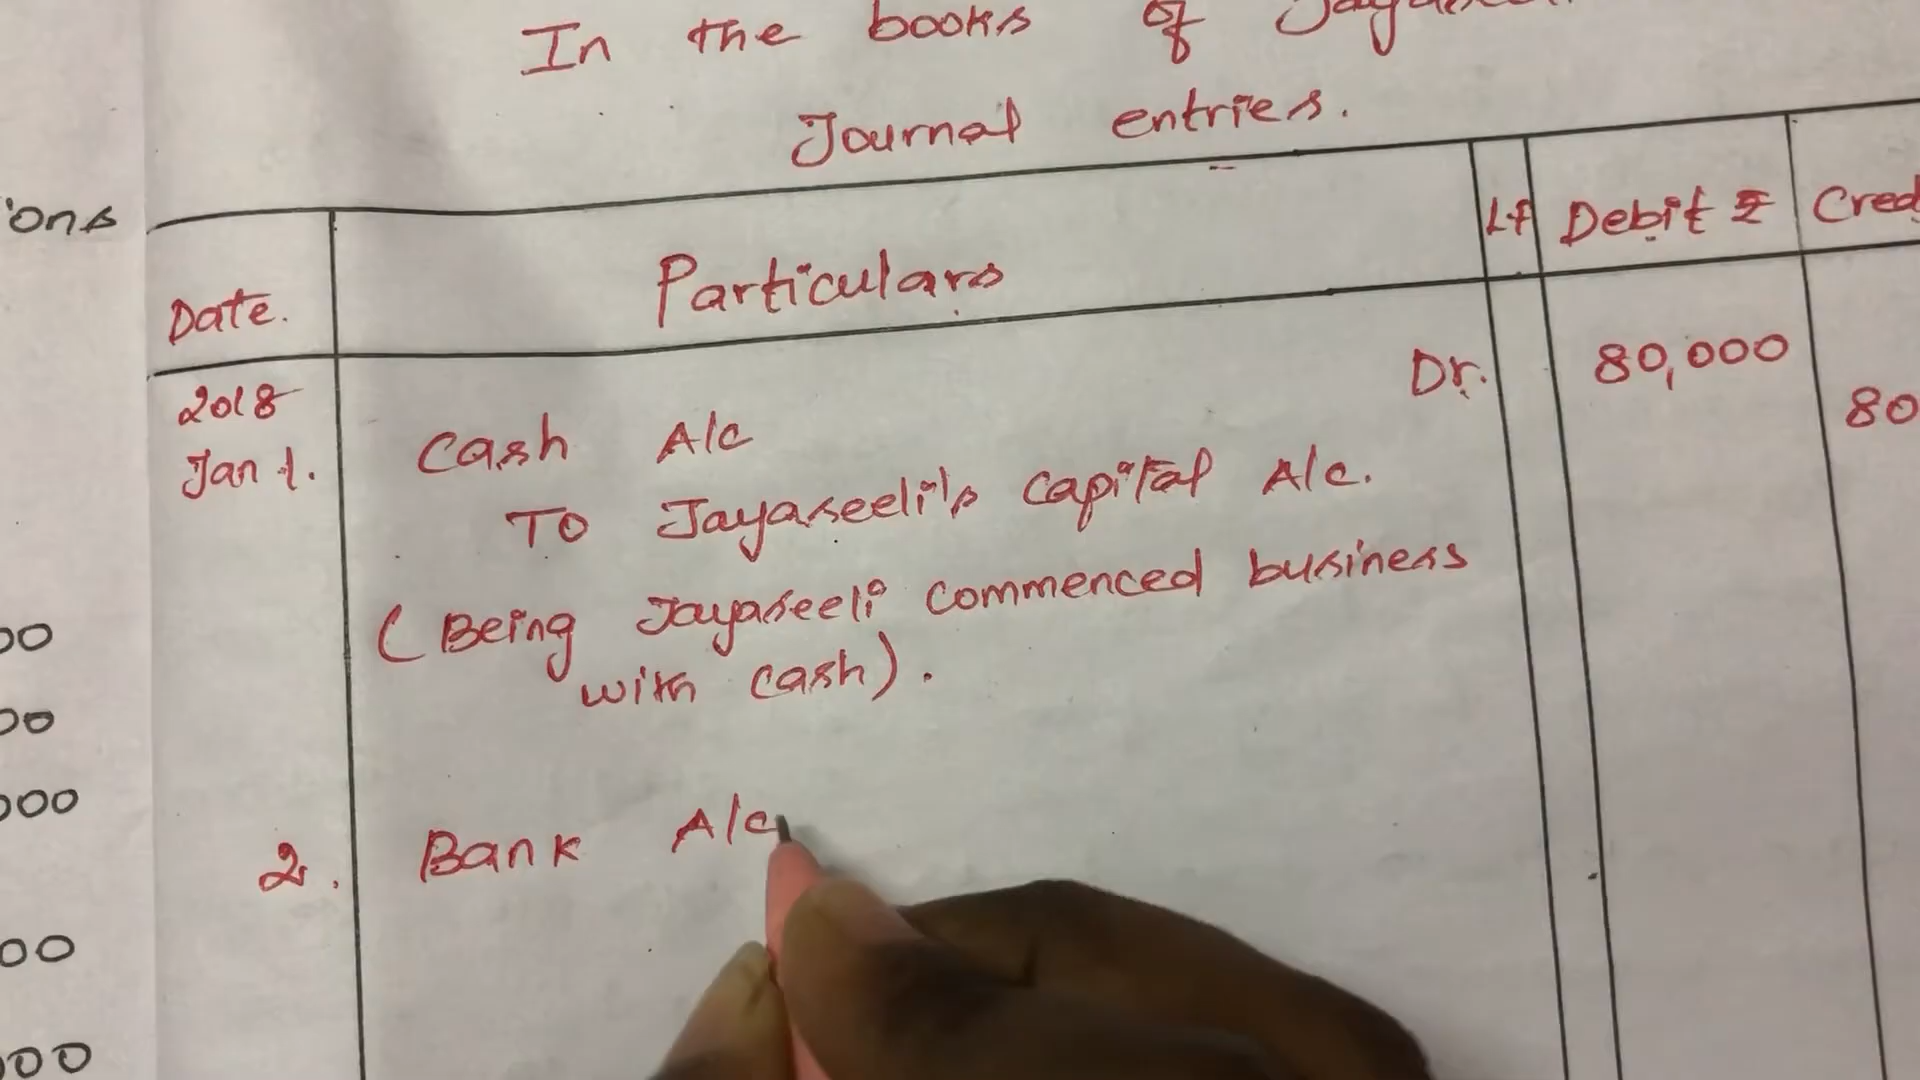 In the books of
Journal entries.
ons
Date.
Particulars
LF
Debit ₹
Cred
2018
Jan 1.
Cash A/c
Dr.
80,000
80
TO Jayaseeli's capital A/c.
(Being Jayaseeli commenced business
with cash).
00
00
000
2.
Bank A/c
00
00